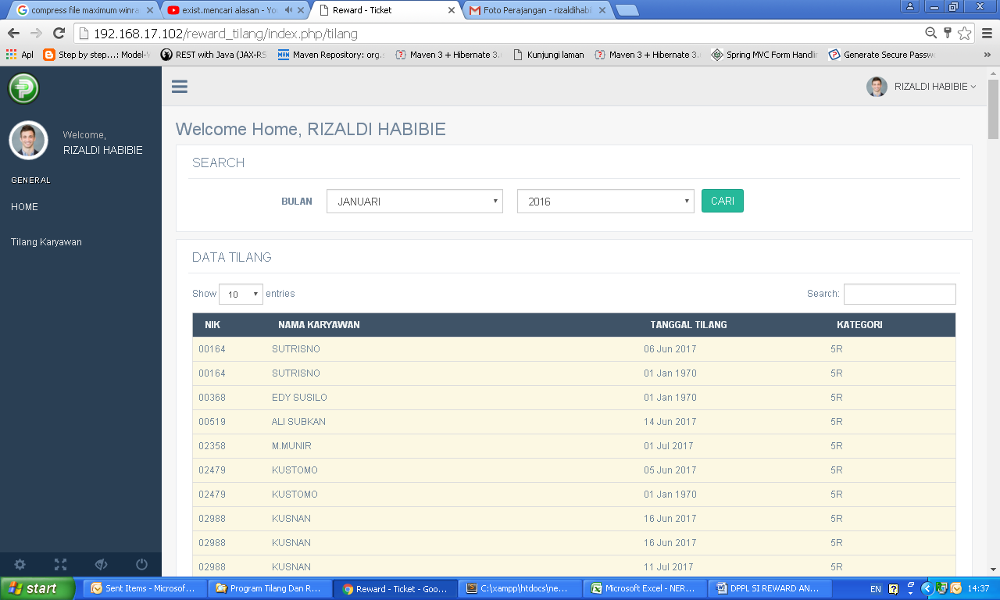 compress file maximum winra
exist.mencari alasan - You
Reward - Ticket
Foto Perajangan - rizaldihabi
192.168.17.102/reward_tilang/index.php/tilang
Apl
Step by step…: Model-V
REST with Java (JAX-RS
Maven Repository: org.
Maven 3 + Hibernate 3.
Kunjungi laman
Maven 3 + Hibernate 3.
Spring MVC Form Handlin
Generate Secure Passw
»
RIZALDI HABIBIE
Welcome,
RIZALDI HABIBIE
GENERAL
HOME
Tilang Karyawan
Welcome Home, RIZALDI HABIBIE
SEARCH
BULAN JANUARI 2016 CARI
DATA TILANG
Show 10 entries Search:
NIK NAMA KARYAWAN TANGGAL TILANG KATEGORI
00164 SUTRISNO 06 Jun 2017 5R
00164 SUTRISNO 01 Jan 1970 5R
00368 EDY SUSILO 01 Jan 1970 5R
00519 ALI SUBKAN 14 Jun 2017 5R
02358 M.MUNIR 01 Jul 2017 5R
02479 KUSTOMO 05 Jun 2017 5R
02479 KUSTOMO 01 Jan 1970 5R
02988 KUSNAN 16 Jun 2017 5R
02988 KUSNAN 16 Jun 2017 5R
02988 KUSNAN 11 Jul 2017 5R
start
Sent Items - Microsof...
Program Tilang Dan R...
Reward - Ticket - Goo...
C:\xampp\htdocs\ne...
Microsoft Excel - NER...
DPPL SI REWARD AN...
EN
14:37